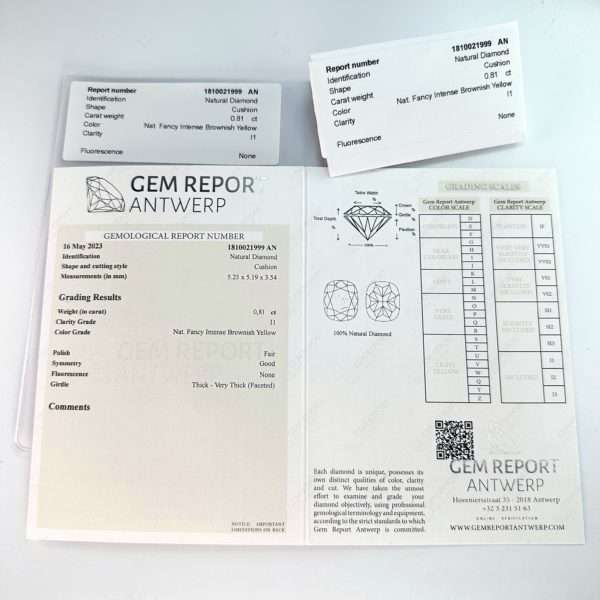 Report number 1810021999 AN
Identification Natural Diamond
Shape Cushion
Carat weight 0.81 ct
Color Nat. Fancy Intense Brownish Yellow
Clarity I1
Fluorescence None
Report number 1810021999 AN
Identification Natural Diamond
Shape Cushion
Carat weight 0.81 ct
Color Nat. Fancy Intense Brownish Yellow
Clarity I1
Fluorescence None
GEM REPORT
ANTWERP
GEMOLOGICAL REPORT NUMBER
16 May 2023 1810021999 AN
Identification Natural Diamond
Shape and cutting style Cushion
Measurements (in mm) 5.23 x 5.19 x 3.54
Grading Results
Weight (in carat) 0,81 ct
Clarity Grade I1
Color Grade Nat. Fancy Intense Brownish Yellow
Polish Fair
Symmetry Good
Fluorescence None
Girdle Thick - Very Thick (Faceted)
Comments
GEM REPORT
NOTICE: IMPORTANT
LIMITATIONS ON BACK
Table Width
Total Depth
Crown
Girdle
Pavilion
100% Natural Diamond
GRADING SCALES
Gem Report Antwerp
COLOR SCALE
D
E
F
G
H
I
J
K
L
M
N
O
P
Q
R
S
T
U
V
W
X
Y
Z
Gem Report Antwerp
CLARITY SCALE
IF
VVS1
VVS2
VS1
VS2
SI1
SI2
SI3
I1
I2
I3
Each diamond is unique, possesses its
own distinct qualities of color, clarity
and cut. We have taken the utmost
effort to examine and grade your
diamond objectively, using professional
gemological terminology and equipment,
according to the strict standards to which
Gem Report Antwerp is committed.
GEM REPORT
ANTWERP
Hoveniersstraat 53 - 2018 Antwerp
+32 3 231 51 63
ONLINE VERIFICATION
WWW.GEMREPORTANTWERP.COM